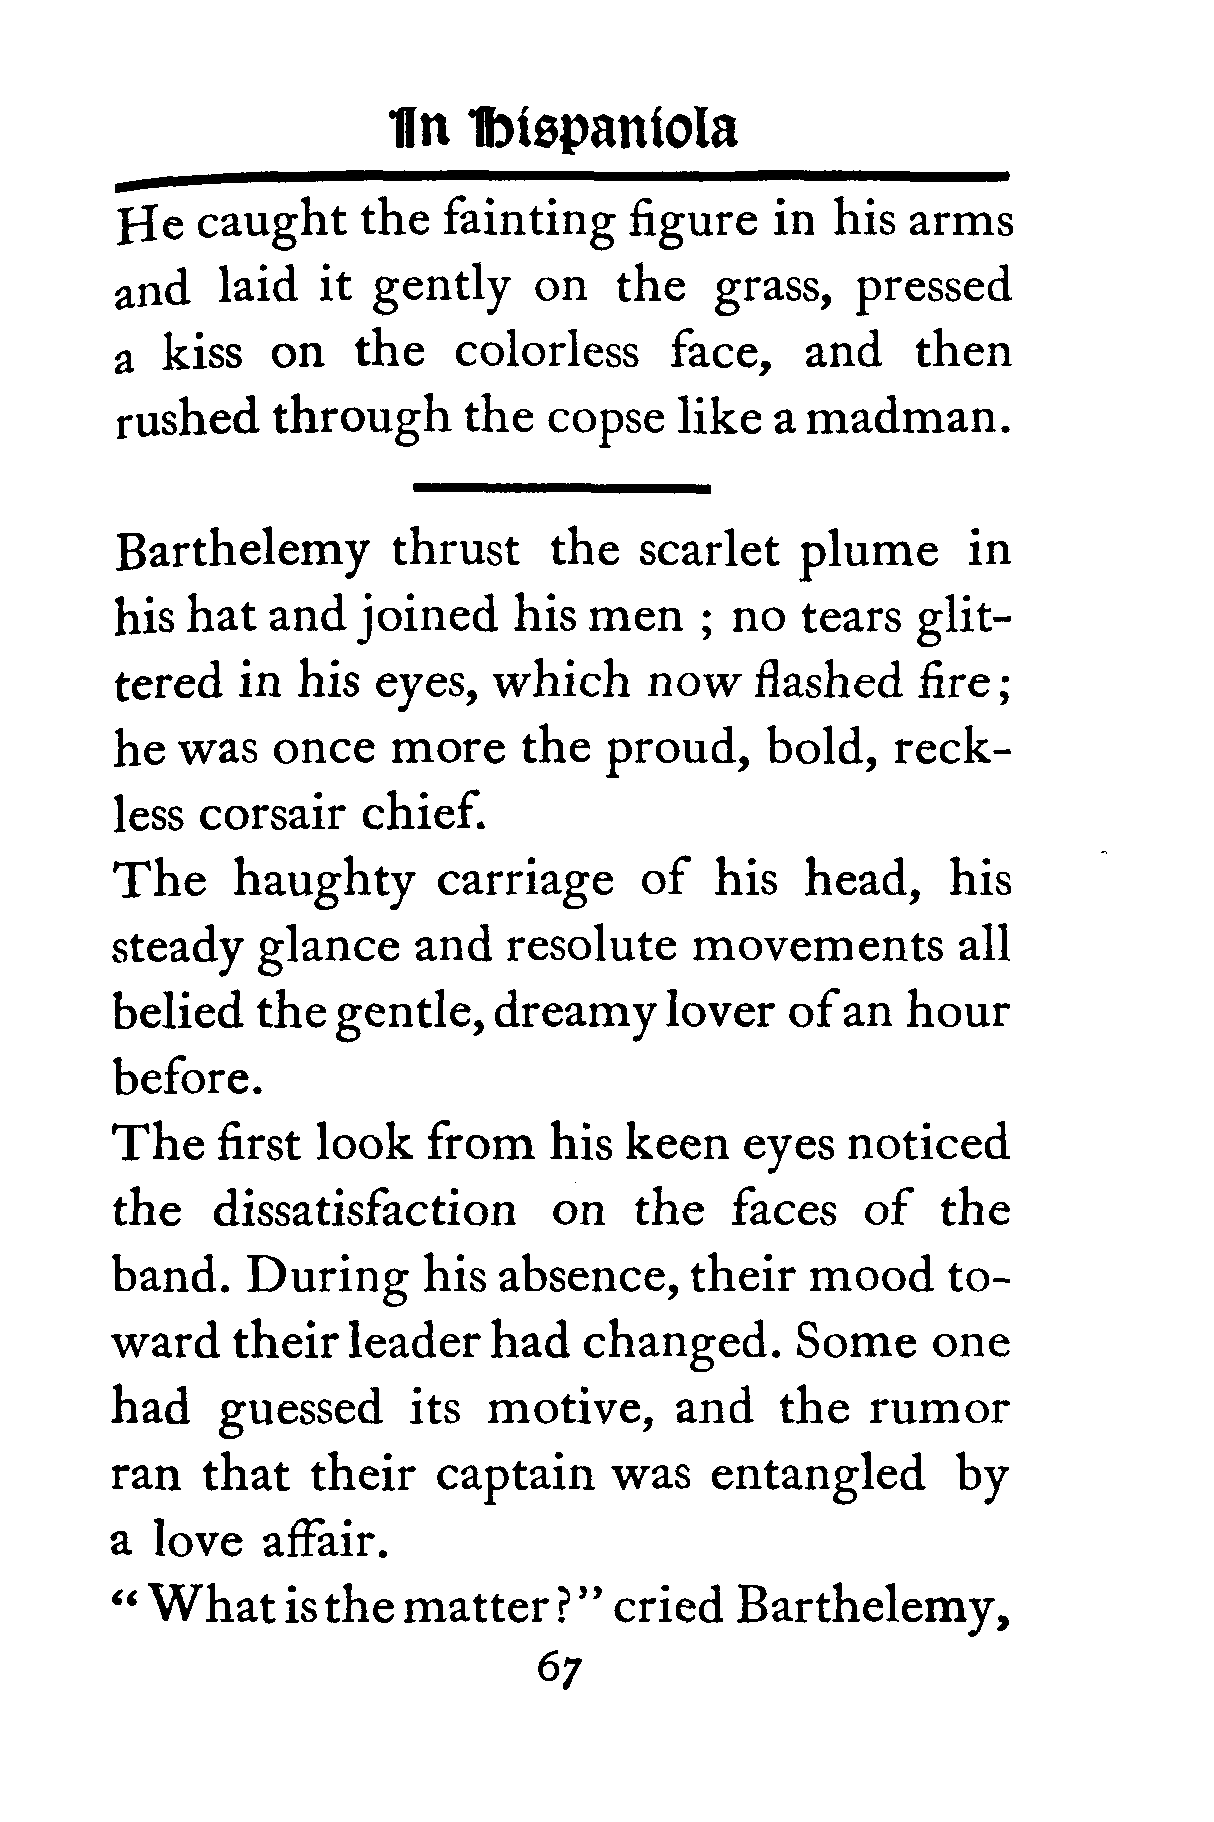 In Hispaniola
He caught the fainting figure in his arms
and laid it gently on the grass, pressed
a kiss on the colorless face, and then
rushed through the copse like a madman.
Barthelemy thrust the scarlet plume in
his hat and joined his men ; no tears glit-
tered in his eyes, which now flashed fire ;
he was once more the proud, bold, reck-
less corsair chief.
The haughty carriage of his head, his
steady glance and resolute movements all
belied the gentle, dreamy lover of an hour
before.
The first look from his keen eyes noticed
the dissatisfaction on the faces of the
band. During his absence, their mood to-
ward their leader had changed. Some one
had guessed its motive, and the rumor
ran that their captain was entangled by
a love affair.
“ What is the matter ? ” cried Barthelemy,
67